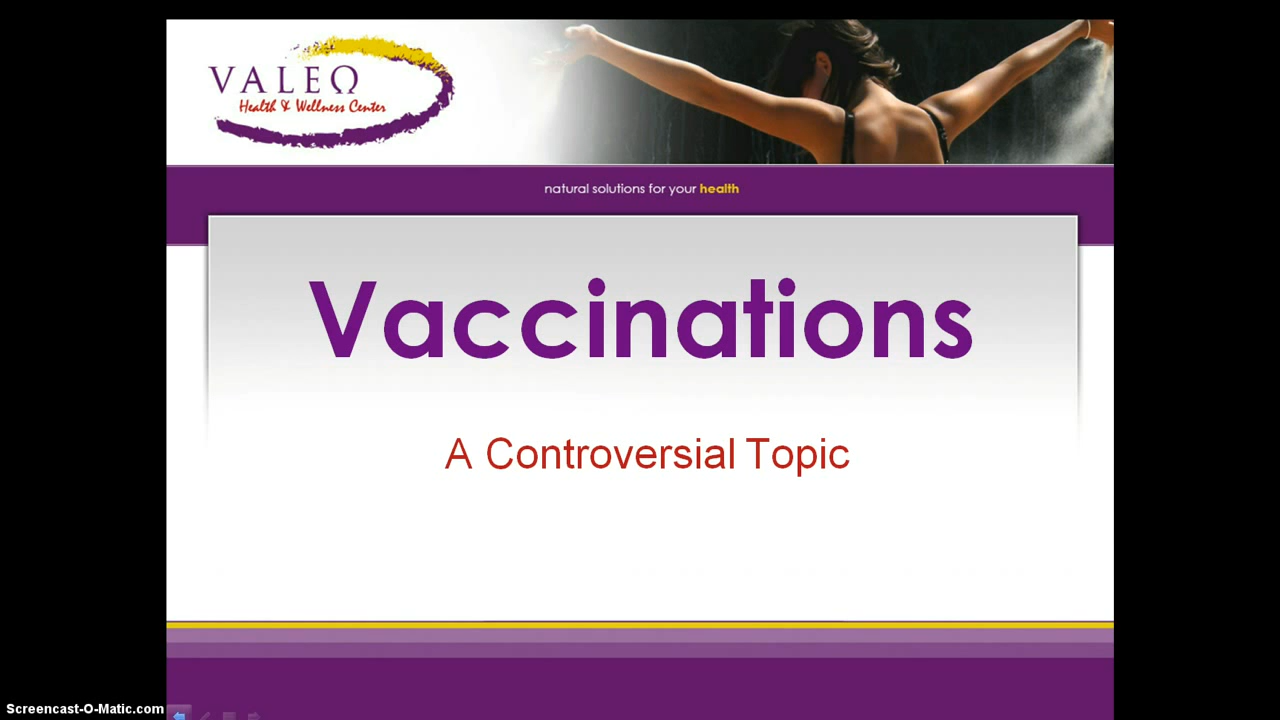 VALEO
Health & Wellness Center
natural solutions for your health
Vaccinations
A Controversial Topic
Screencast-O-Matic.com